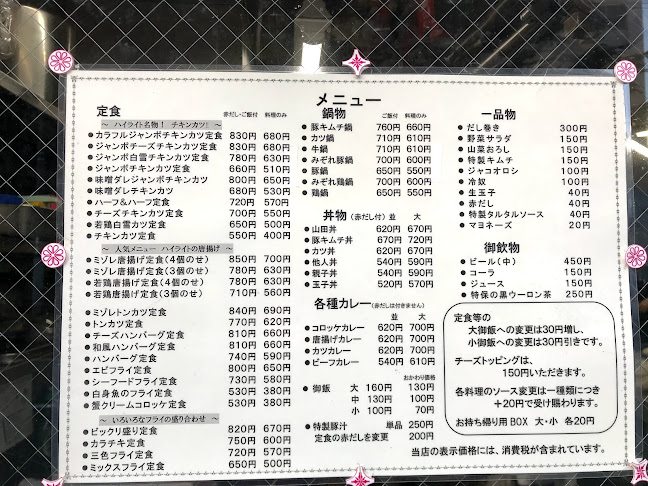 メニュー
定食 赤だし・ご飯付 料理のみ
～ ハイライト名物！ チキンカツ！ ～
●カラフルジャンボチキンカツ定食 830円 680円
●ジャンボチーズチキンカツ定食 830円 680円
●ジャンボ白雪チキンカツ定食 780円 630円
●ジャンボチキンカツ定食 660円 510円
●味噌ダレジャンボチキンカツ 800円 650円
●味噌ダレチキンカツ 680円 530円
●ハーフ&ハーフ定食 720円 570円
●チーズチキンカツ定食 700円 550円
●若鶏白雪カツ定食 650円 500円
●チキンカツ定食 550円 400円
～ 人気メニュー ハイライトの唐揚げ ～
●ミゾレ唐揚げ定食(4個のせ) 850円 700円
●ミゾレ唐揚げ定食(3個のせ) 780円 630円
●若鶏唐揚げ定食(4個のせ) 780円 630円
●若鶏唐揚げ定食(3個のせ) 710円 560円
●ミゾレトンカツ定食 840円 690円
●トンカツ定食 770円 620円
●チーズハンバーグ定食 810円 660円
●和風ハンバーグ定食 810円 660円
●ハンバーグ定食 740円 590円
●エビフライ定食 800円 650円
●シーフードフライ定食 730円 580円
●白身魚のフライ定食 530円 380円
●蟹クリームコロッケ定食 530円 380円
～ いろいろなフライの盛り合わせ ～
●ビックリ盛り定食 820円 670円
●カラチキ定食 750円 600円
●三色フライ定食 720円 570円
●ミックスフライ定食 650円 500円
鍋物 ご飯付 料理のみ
●豚キムチ鍋 760円 660円
●カツ鍋 710円 610円
●牛鍋 710円 610円
●みぞれ豚鍋 700円 600円
●豚鍋 650円 550円
●みぞれ鶏鍋 700円 600円
●鶏鍋 650円 550円
丼物 (赤だし付) 並 大
●山田丼 620円 670円
●豚キムチ丼 670円 720円
●カツ丼 620円 670円
●他人丼 540円 590円
●親子丼 540円 590円
●玉子丼 520円 570円
各種カレー (赤だしは付きません)
並 大
●コロッケカレー 620円 700円
●唐揚げカレー 620円 700円
●カツカレー 620円 700円
●ビーフカレー 540円 610円
おかわり価格
●御飯 大 160円 130円
中 130円 100円
小 100円 70円
●特製豚汁 単品 250円
定食の赤だしを変更 200円
一品物
●だし巻き 300円
●野菜サラダ 150円
●山菜おろし 150円
●特製キムチ 150円
●ジャコオロシ 100円
●冷奴 100円
●生玉子 40円
●赤だし 40円
●特製タルタルソース 40円
●マヨネーズ 20円
御飲物
●ビール(中) 450円
●コーラ 150円
●ジュース 150円
●特保の黒ウーロン茶 250円
定食等の
大御飯への変更は30円増し、
小御飯への変更は30円引きです。
チーズトッピングは、
150円いただきます。
各料理のソース変更は一種類につき
+20円で受け賜わります。
お持ち帰り用BOX 大・小 各20円
当店の表示価格には、消費税が含まれています。